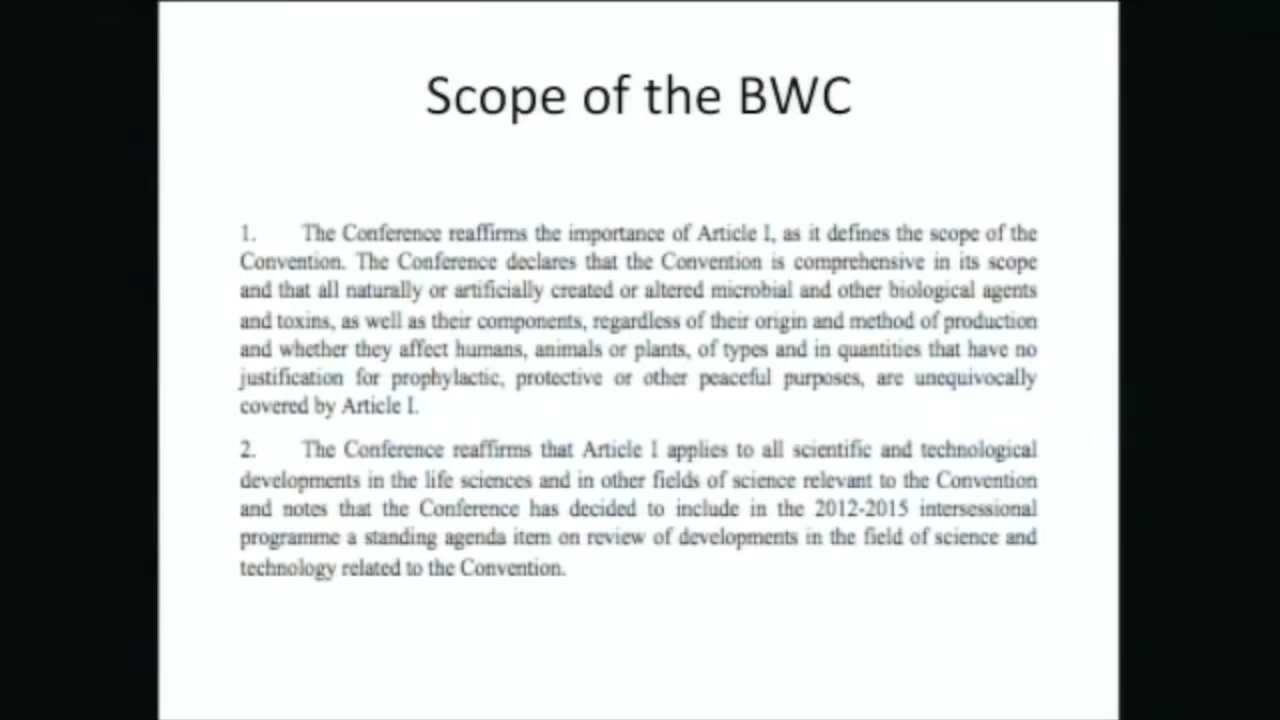 Scope of the BWC
1. The Conference reaffirms the importance of Article I, as it defines the scope of the
Convention. The Conference declares that the Convention is comprehensive in its scope
and that all naturally or artificially created or altered microbial and other biological agents
and toxins, as well as their components, regardless of their origin and method of production
and whether they affect humans, animals or plants, of types and in quantities that have no
justification for prophylactic, protective or other peaceful purposes, are unequivocally
covered by Article I.
2. The Conference reaffirms that Article I applies to all scientific and technological
developments in the life sciences and in other fields of science relevant to the Convention
and notes that the Conference has decided to include in the 2012-2015 intersessional
programme a standing agenda item on review of developments in the field of science and
technology related to the Convention.